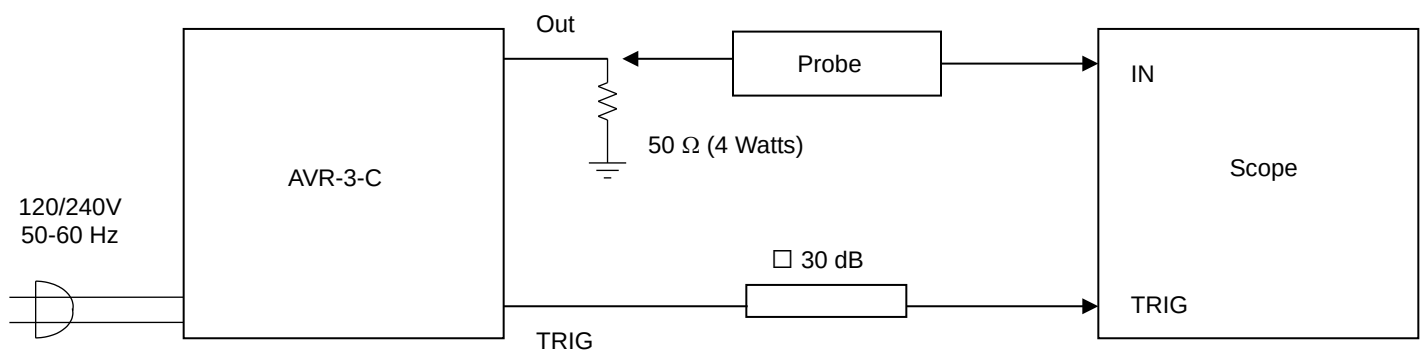 Out
Probe
IN
50 Ω (4 Watts)
AVR-3-C
Scope
120/240V
50-60 Hz
□ 30 dB
TRIG
TRIG